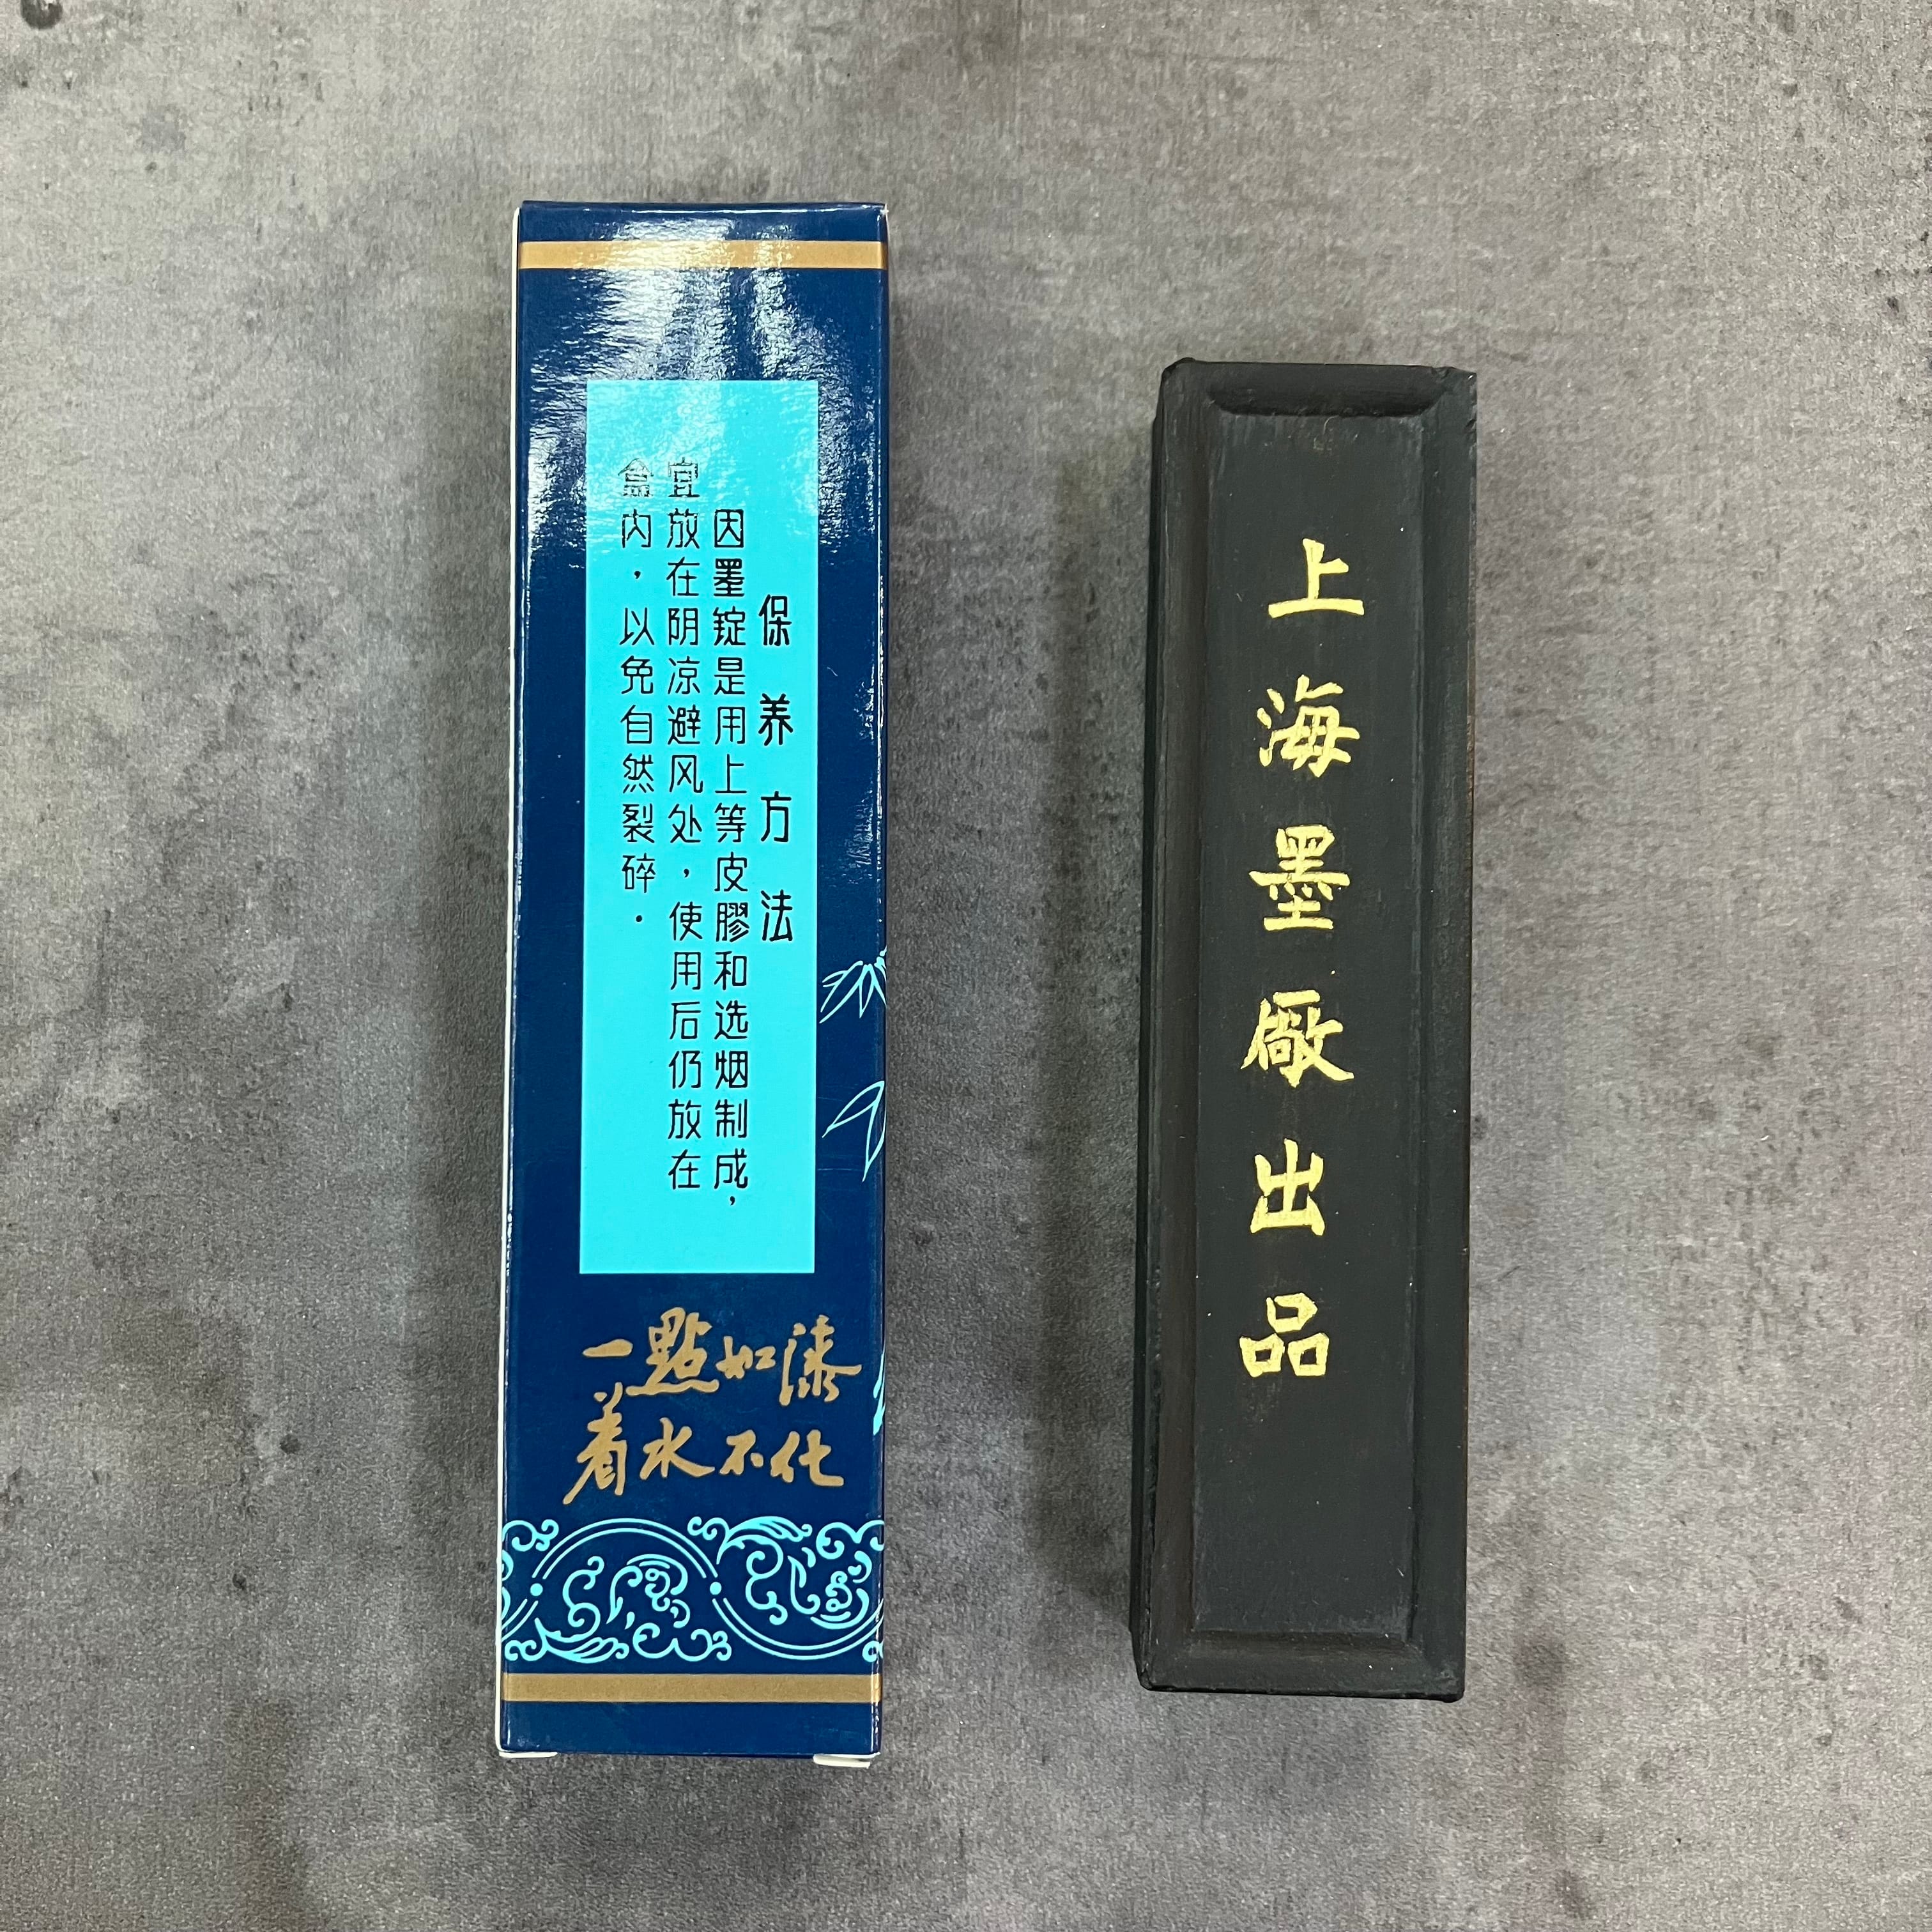 保养方法
因墨锭是用上等皮膠和选烟制成，
宜放在阴凉避风处，使用后仍放在
盒内，以免自然裂碎．
一點如漆
着水不化
上海墨厰出品